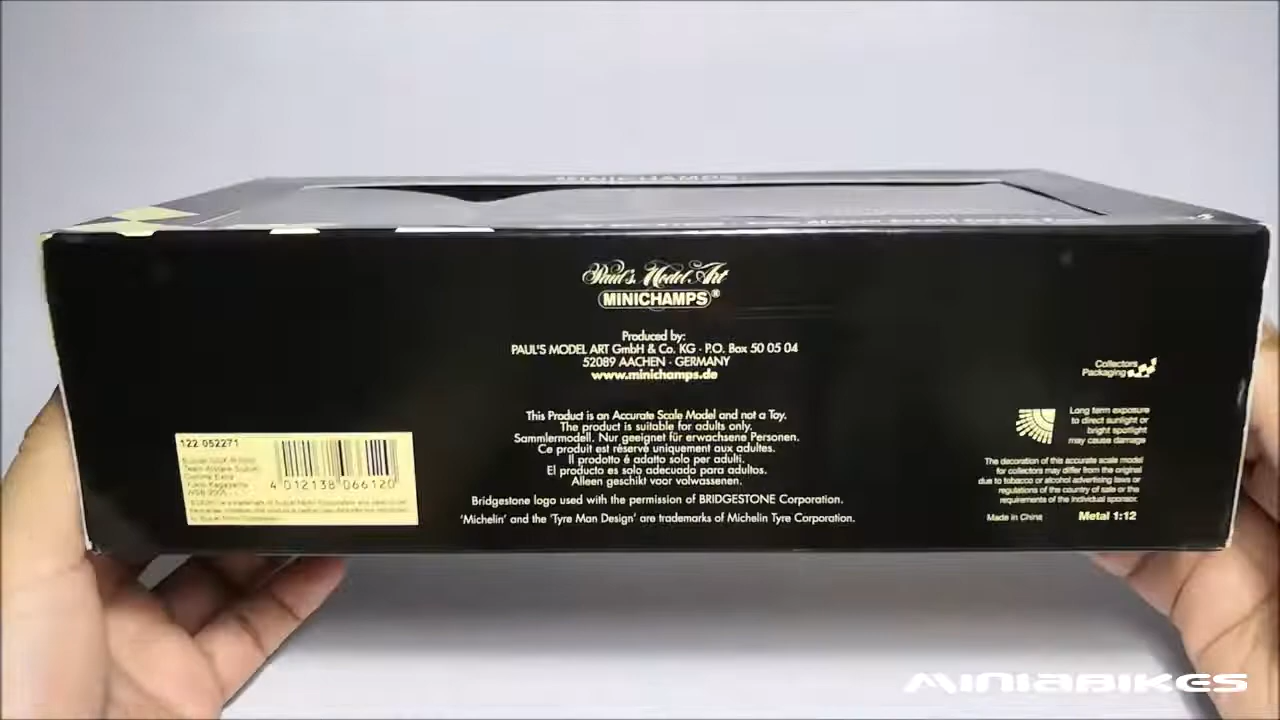 MINICHAMPS
Paul's Model Art
MINICHAMPS®
Produced by:
PAUL'S MODEL ART GmbH & Co. KG · P.O. Box 50 05 04
52089 AACHEN · GERMANY
www.minichamps.de
This Product is an Accurate Scale Model and not a Toy.
The product is suitable for adults only.
Sammlermodell. Nur geeignet für erwachsene Personen.
Ce produit est réservé uniquement aux adultes.
Il prodotto é adatto solo per adulti.
El producto es solo adecuado para adultos.
Alleen geschikt voor volwassenen.
Bridgestone logo used with the permission of BRIDGESTONE Corporation.
'Michelin' and the 'Tyre Man Design' are trademarks of Michelin Tyre Corporation.
122 052271
4 012138 066120
Collectors
Packaging
Long term exposure
to direct sunlight or
bright spotlight
may cause damage
The decoration of this accurate scale model
for collectors may differ from the original
due to tobacco or alcohol advertising laws or
regulations of the country of sale or the
requirements of the individual sponsor.
Made in China
Metal 1:12
MINIABIKES